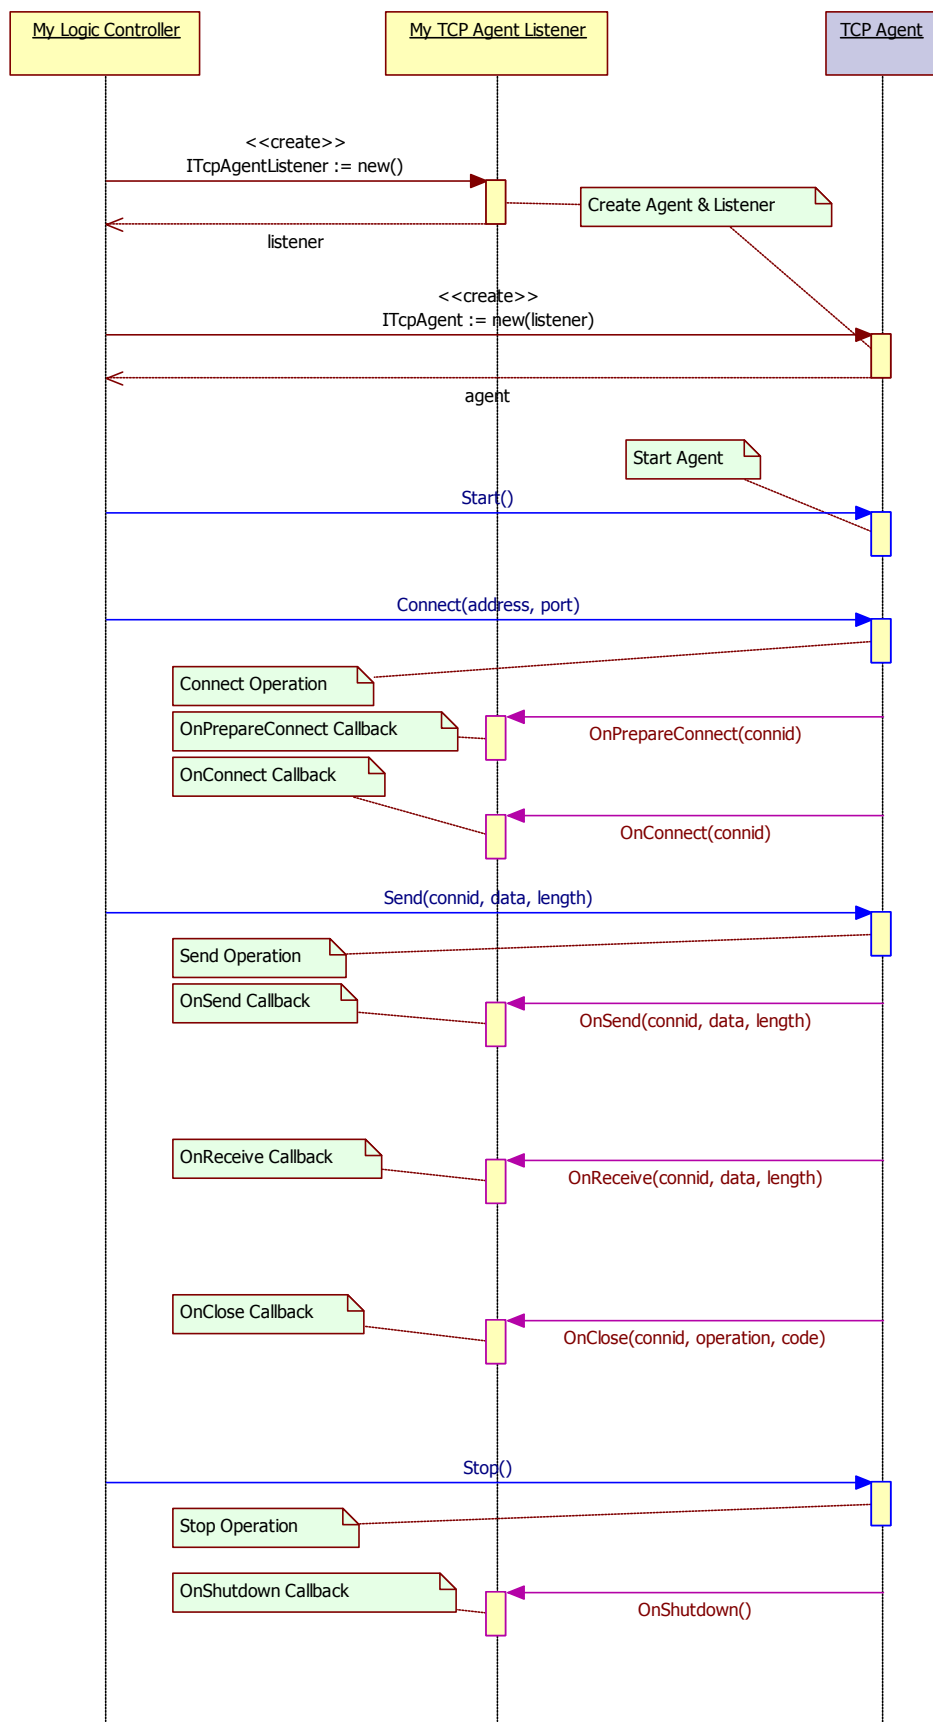 My Logic Controller
My TCP Agent Listener
TCP Agent
<<create>>
ITcpAgentListener := new()
Create Agent & Listener
listener
<<create>>
ITcpAgent := new(listener)
agent
Start Agent
Start()
Connect(address, port)
Connect Operation
OnPrepareConnect Callback
OnPrepareConnect(connid)
OnConnect Callback
OnConnect(connid)
Send(connid, data, length)
Send Operation
OnSend Callback
OnSend(connid, data, length)
OnReceive Callback
OnReceive(connid, data, length)
OnClose Callback
OnClose(connid, operation, code)
Stop()
Stop Operation
OnShutdown Callback
OnShutdown()